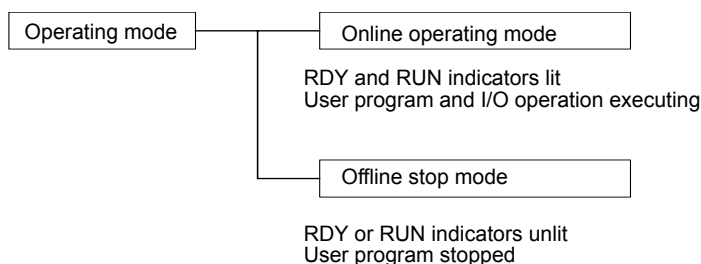 Operating mode
Online operating mode
RDY and RUN indicators lit
User program and I/O operation executing
Offline stop mode
RDY or RUN indicators unlit
User program stopped